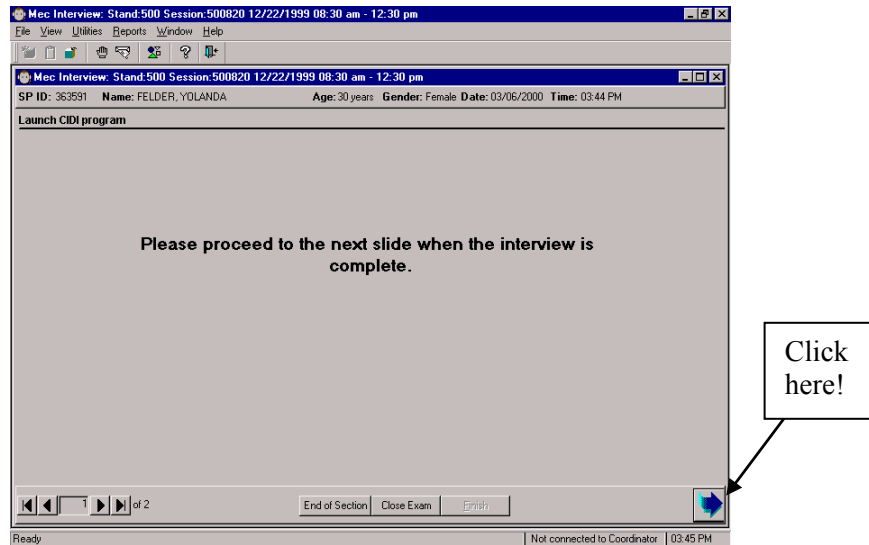 Mec Interview: Stand:500 Session:500820 12/22/1999 08:30 am - 12:30 pm
File View Utilities Reports Window Help
Mec Interview: Stand:500 Session:500820 12/22/1999 08:30 am - 12:30 pm
SP ID: 363591 Name: FELDER, YOLANDA Age: 30 years Gender: Female Date: 03/06/2000 Time: 03:44 PM
Launch CIDI program
Please proceed to the next slide when the interview is
complete.
Click
here!
1 of 2 End of Section Close Exam Finish
Ready Not connected to Coordinator 03:45 PM